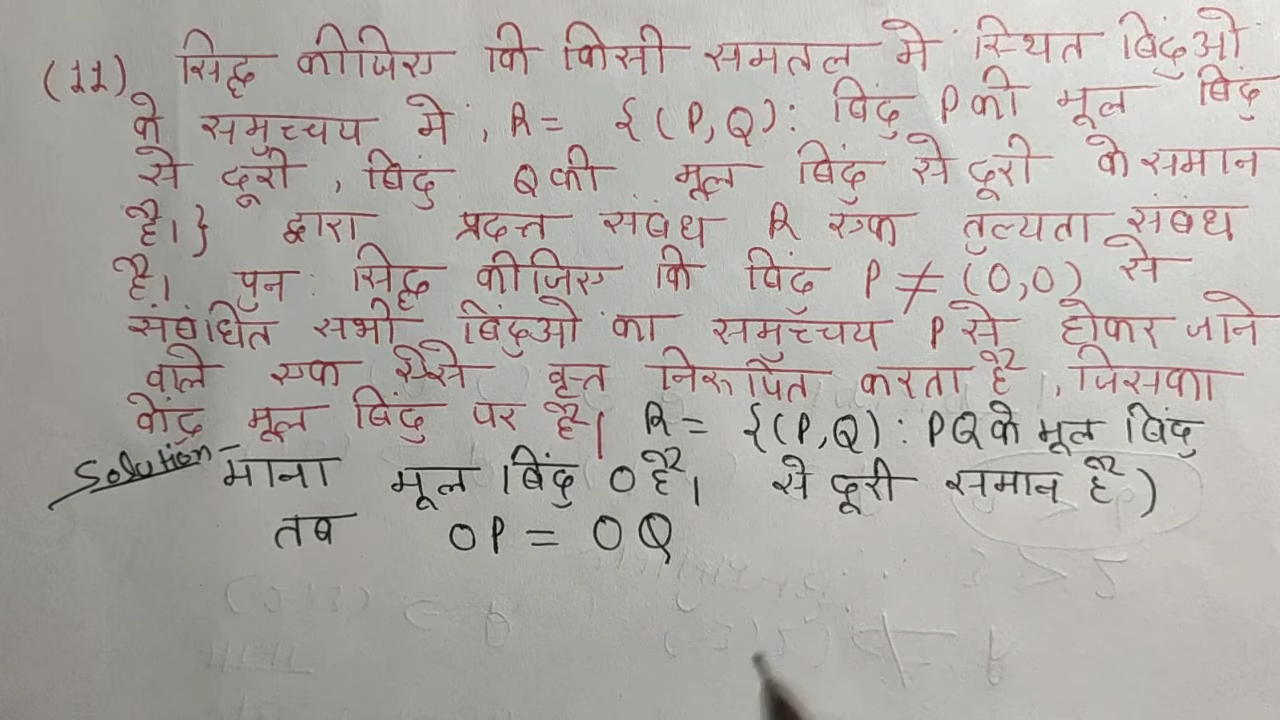 (11) सिद्ध कीजिए कि किसी समतल में स्थित बिंदुओं
के समुच्चय में, R = {(P,Q): बिंदु P की मूल बिंदु
से दूरी, बिंदु Q की मूल बिंदु से दूरी के समान
है।} द्वारा प्रदत्त संबंध R एक तुल्यता संबंध
है। पुन: सिद्ध कीजिए कि बिंदु P ≠ (0,0) से
संबंधित सभी बिंदुओं का समुच्चय P से होकर जाने
वाले एक ऐसे वृत्त निरूपित करता है, जिसका
केंद्र मूल बिंदु पर है। R = {(P,Q): PQ के मूल बिंदु
Solution- माना मूल बिंदु O है। से दूरी समान है)
तब OP = OQ